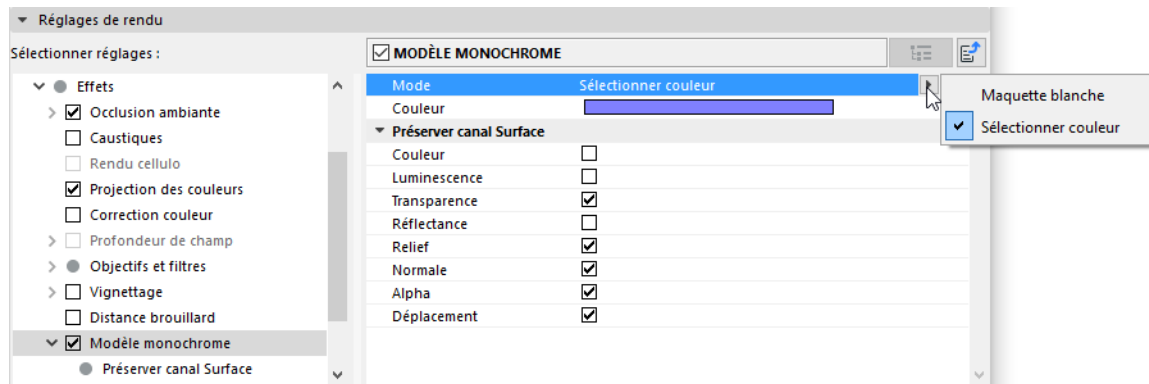 Réglages de rendu
Sélectionner réglages :
MODÈLE MONOCHROME
Effets
Occlusion ambiante
Caustiques
Rendu cellulo
Projection des couleurs
Correction couleur
Profondeur de champ
Objectifs et filtres
Vignettage
Distance brouillard
Modèle monochrome
Préserver canal Surface
Mode Sélectionner couleur
Couleur
Préserver canal Surface
Couleur
Luminescence
Transparence
Réflectance
Relief
Normale
Alpha
Déplacement
Maquette blanche
Sélectionner couleur